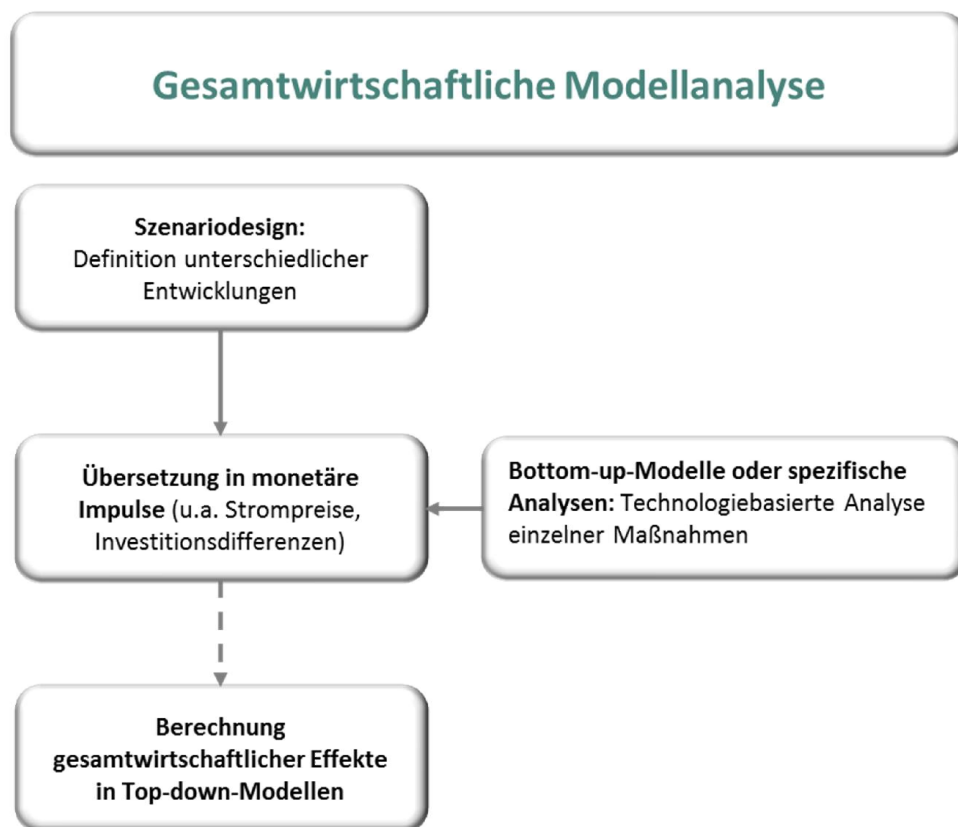 Gesamtwirtschaftliche Modellanalyse
Szenariodesign:
Definition unterschiedlicher
Entwicklungen
Übersetzung in monetäre
Impulse (u.a. Strompreise,
Investitionsdifferenzen)
Bottom-up-Modelle oder spezifische
Analysen: Technologiebasierte Analyse
einzelner Maßnahmen
Berechnung
gesamtwirtschaftlicher Effekte
in Top-down-Modellen